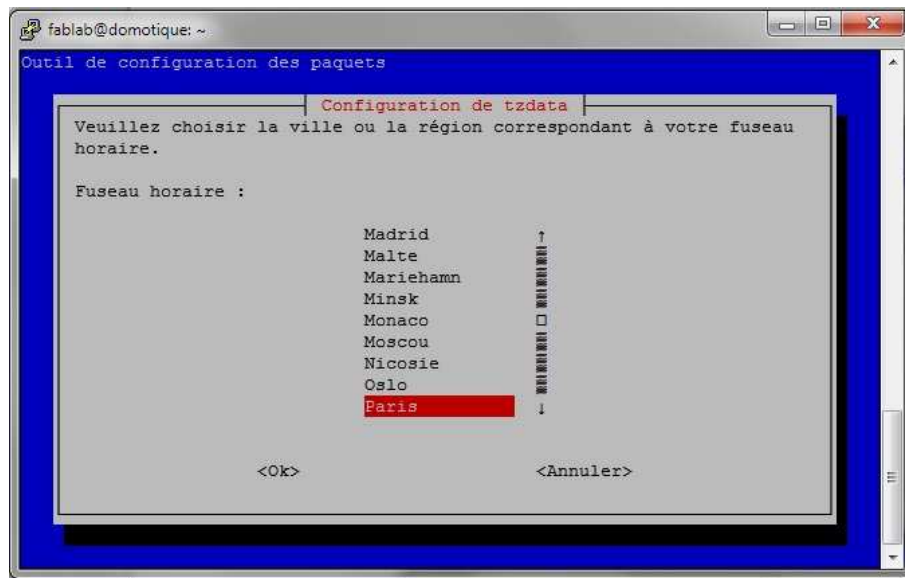 fablab@domotique: ~
Outil de configuration des paquets
Configuration de tzdata
Veuillez choisir la ville ou la région correspondant à votre fuseau
horaire.
Fuseau horaire :
Madrid
Malte
Mariehamn
Minsk
Monaco
Moscou
Nicosie
Oslo
Paris
<Ok> <Annuler>